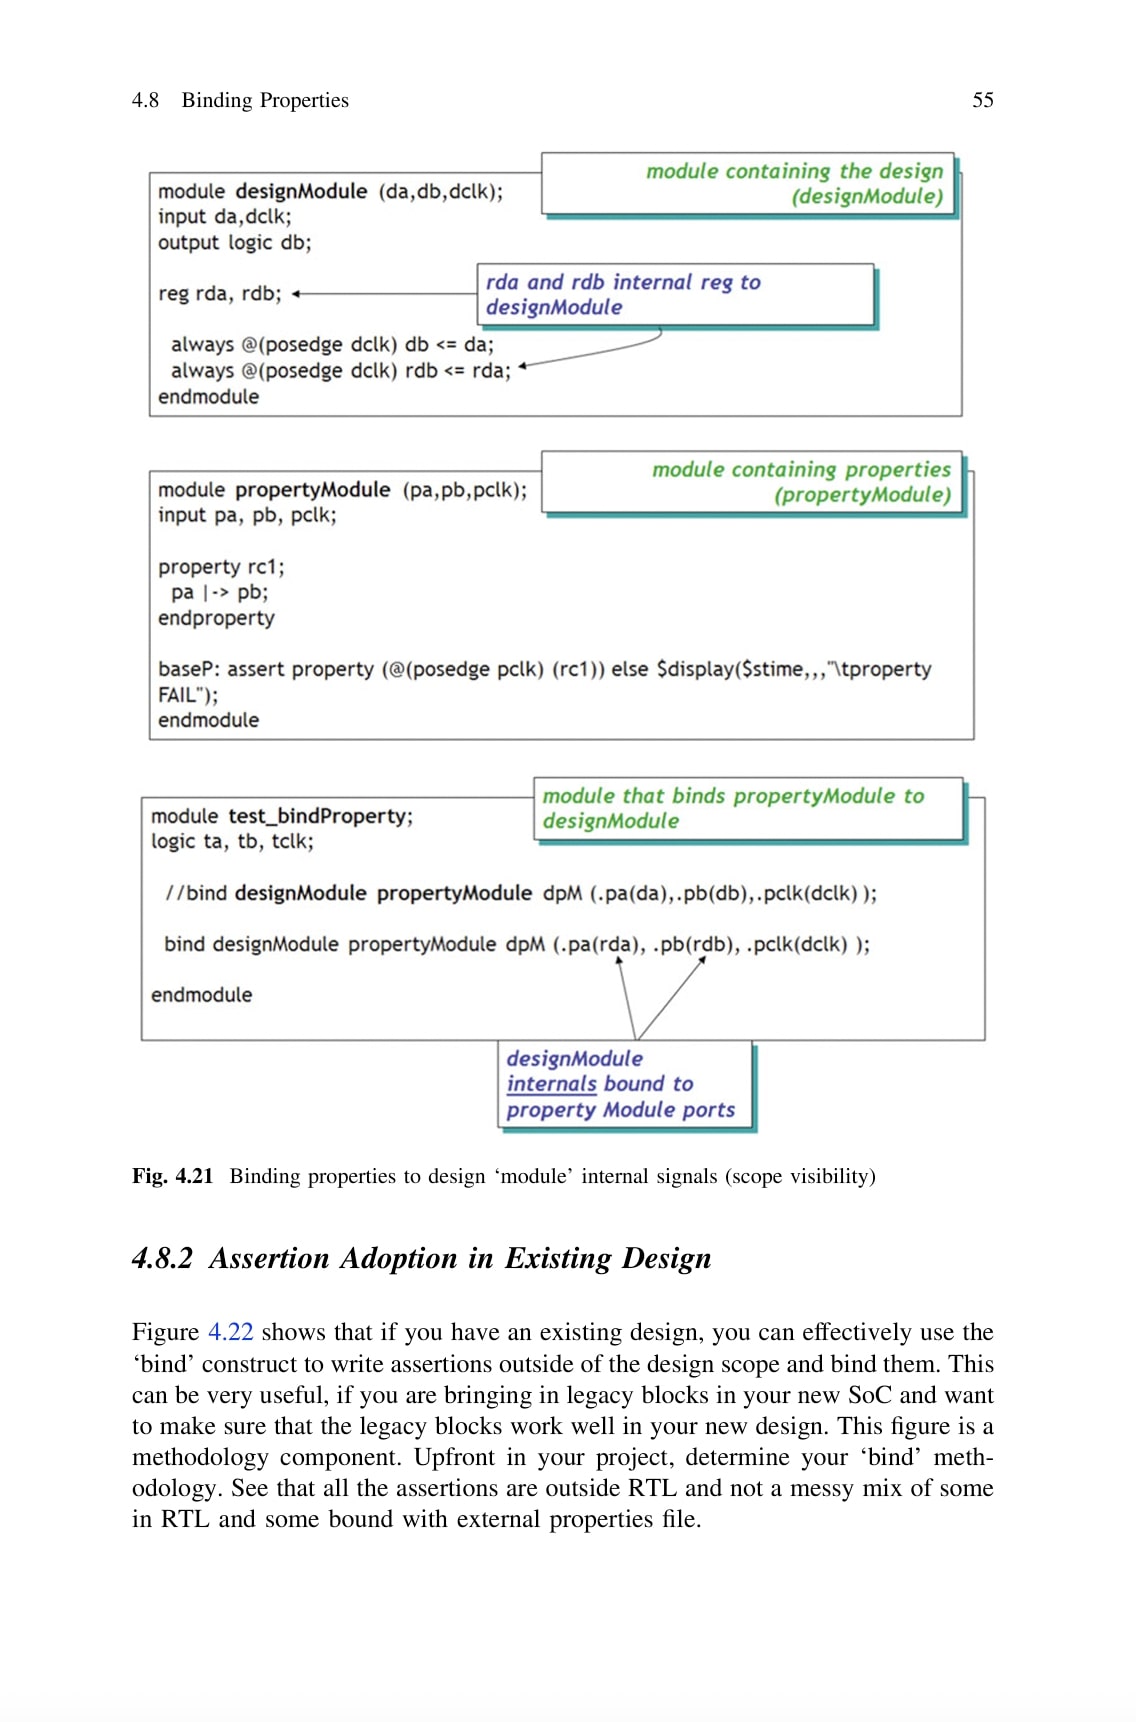 4.8 Binding Properties 55
module containing the design
(designModule)
module designModule (da,db,dclk);
input da,dclk;
output logic db;
rda and rdb internal reg to
designModule
reg rda, rdb;
always @(posedge dclk) db <= da;
always @(posedge dclk) rdb <= rda;
endmodule
module containing properties
(propertyModule)
module propertyModule (pa,pb,pclk);
input pa, pb, pclk;
property rc1;
pa |-> pb;
endproperty
baseP: assert property (@(posedge pclk) (rc1)) else $display($stime,,,"\tproperty
FAIL");
endmodule
module that binds propertyModule to
designModule
module test_bindProperty;
logic ta, tb, tclk;
//bind designModule propertyModule dpM (.pa(da),.pb(db),.pclk(dclk) );
bind designModule propertyModule dpM (.pa(rda), .pb(rdb), .pclk(dclk) );
endmodule
designModule
internals bound to
property Module ports
Fig. 4.21 Binding properties to design ‘module’ internal signals (scope visibility)
4.8.2 Assertion Adoption in Existing Design
Figure 4.22 shows that if you have an existing design, you can effectively use the
‘bind’ construct to write assertions outside of the design scope and bind them. This
can be very useful, if you are bringing in legacy blocks in your new SoC and want
to make sure that the legacy blocks work well in your new design. This figure is a
methodology component. Upfront in your project, determine your ‘bind’ meth-
odology. See that all the assertions are outside RTL and not a messy mix of some
in RTL and some bound with external properties file.